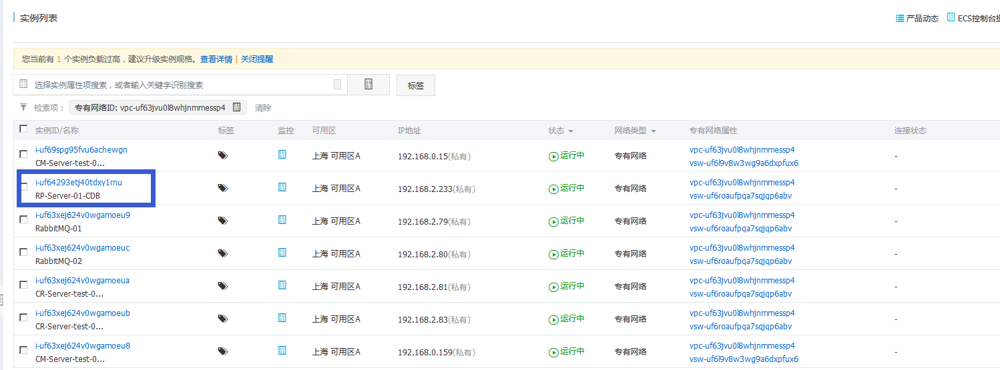 实例列表
产品动态 ECS控制台操
您当前有 1 个实例负载过高，建议升级实例规格。查看详情 | 关闭提醒
选择实例属性项搜索，或者输入关键字识别搜索
标签
检索项： 专有网络ID: vpc-uf63jvu0l8whjnmmessp4 清除
实例ID/名称 标签 监控 可用区 IP地址 状态 网络类型 专有网络属性 连接状态
i-uf69spg95fvu6achewgn vpc-uf63jvu0l8whjnmmessp4
上海 可用区A 192.168.0.15(私有) 运行中 专有网络 -
CM-Server-test-0... vsw-uf6l9v8w3wg9a6dxpfux6
i-uf64293etj40tdxy1rnu vpc-uf63jvu0l8whjnmmessp4
上海 可用区A 192.168.2.233(私有) 运行中 专有网络 -
RP-Server-01-CDB vsw-uf6roaufpqa7sqjqp6abv
i-uf63xej624v0wgamoeu9 vpc-uf63jvu0l8whjnmmessp4
上海 可用区A 192.168.2.79(私有) 运行中 专有网络 -
RabbitMQ-01 vsw-uf6roaufpqa7sqjqp6abv
i-uf63xej624v0wgamoeuc vpc-uf63jvu0l8whjnmmessp4
上海 可用区A 192.168.2.80(私有) 运行中 专有网络 -
RabbitMQ-02 vsw-uf6roaufpqa7sqjqp6abv
i-uf63xej624v0wgamoeua vpc-uf63jvu0l8whjnmmessp4
上海 可用区A 192.168.2.81(私有) 运行中 专有网络 -
CR-Server-test-0... vsw-uf6roaufpqa7sqjqp6abv
i-uf63xej624v0wgamoeub vpc-uf63jvu0l8whjnmmessp4
上海 可用区A 192.168.2.83(私有) 运行中 专有网络 -
CR-Server-test-0... vsw-uf6roaufpqa7sqjqp6abv
i-uf63xej624v0wgamoeu8 vpc-uf63jvu0l8whjnmmessp4
上海 可用区A 192.168.0.159(私有) 运行中 专有网络 -
CM-Server-test-0... vsw-uf6l9v8w3wg9a6dxpfux6